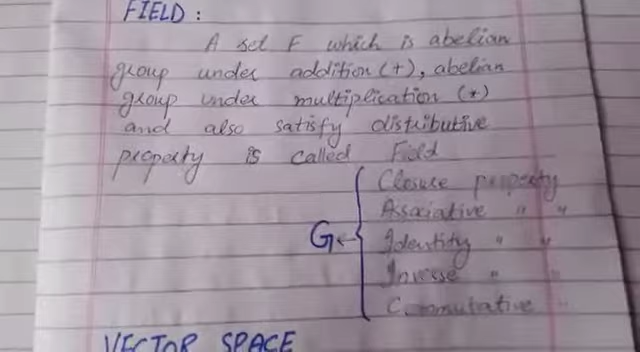 FIELD :
A set F which is abelian
group under addition (+), abelian
group under multiplication (*)
and also satisfy distributive
property is called Field
Closure property
Associative " "
G← Identity " "
Inverse "
Commutative "
VECTOR SPACE